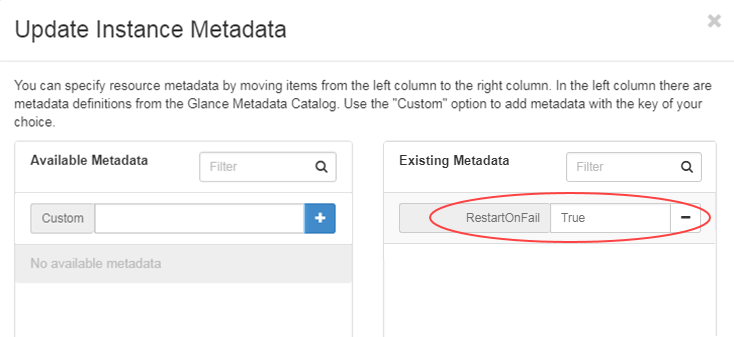 Update Instance Metadata
You can specify resource metadata by moving items from the left column to the right column. In the left column there are
metadata definitions from the Glance Metadata Catalog. Use the "Custom" option to add metadata with the key of your
choice.
Available Metadata
Filter
Custom
No available metadata
Existing Metadata
Filter
RestartOnFail
True